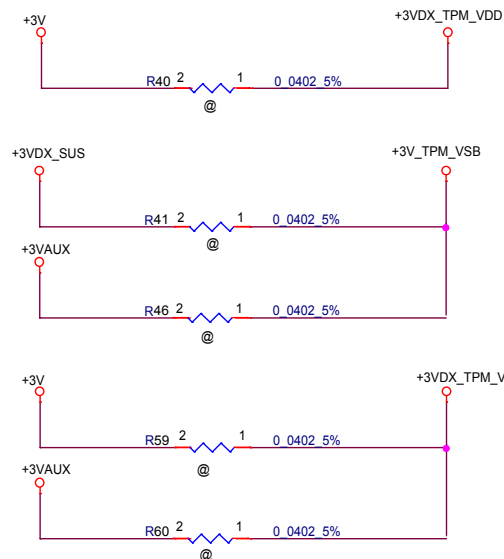 +3V +3VDX_TPM_VDD
R40 2 1 0_0402_5%
@
+3VDX_SUS +3V_TPM_VSB
R41 2 1 0_0402_5%
@
+3VAUX
R46 2 1 0_0402_5%
@
+3V +3VDX_TPM_V
R59 2 1 0_0402_5%
@
+3VAUX
R60 2 1 0_0402_5%
@